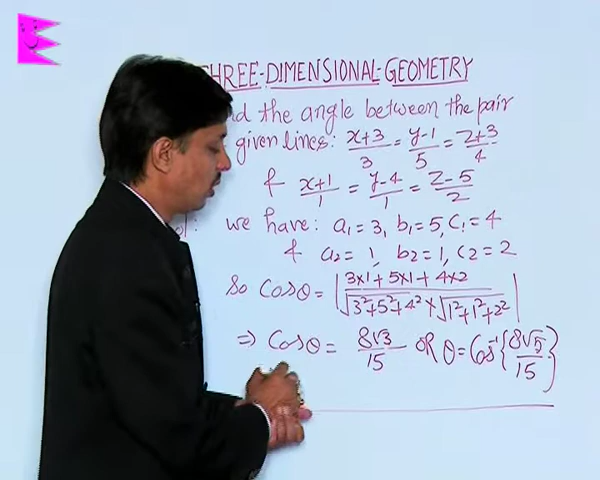 THREE-DIMENSIONAL-GEOMETRY
the angle between the pair
given lines: x+3/3 = y-1/5 = z+3/4
& x+1/1 = y-4/1 = z-5/2
we have: a₁=3, b₁=5, c₁=4
& a₂=1, b₂=1, c₂=2
so Cosθ = |3×1+5×1+4×2/√3²+5²+4² × √1²+1²+2²|
⇒ Cosθ = 8√3/15 OR θ=Cos⁻¹{8√3/15}